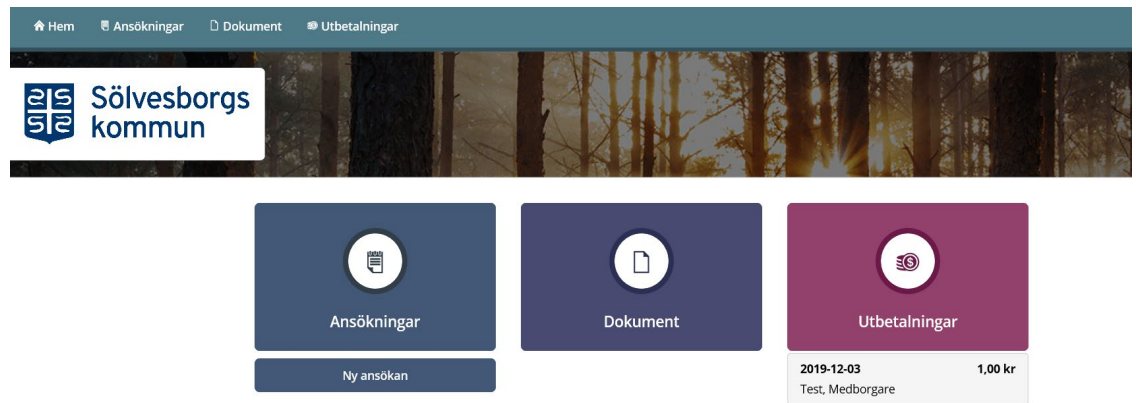 Hem Ansökningar Dokument Utbetalningar
Sölvesborgs
kommun
Ansökningar
Dokument
Utbetalningar
Ny ansökan
2019-12-03 1,00 kr
Test, Medborgare